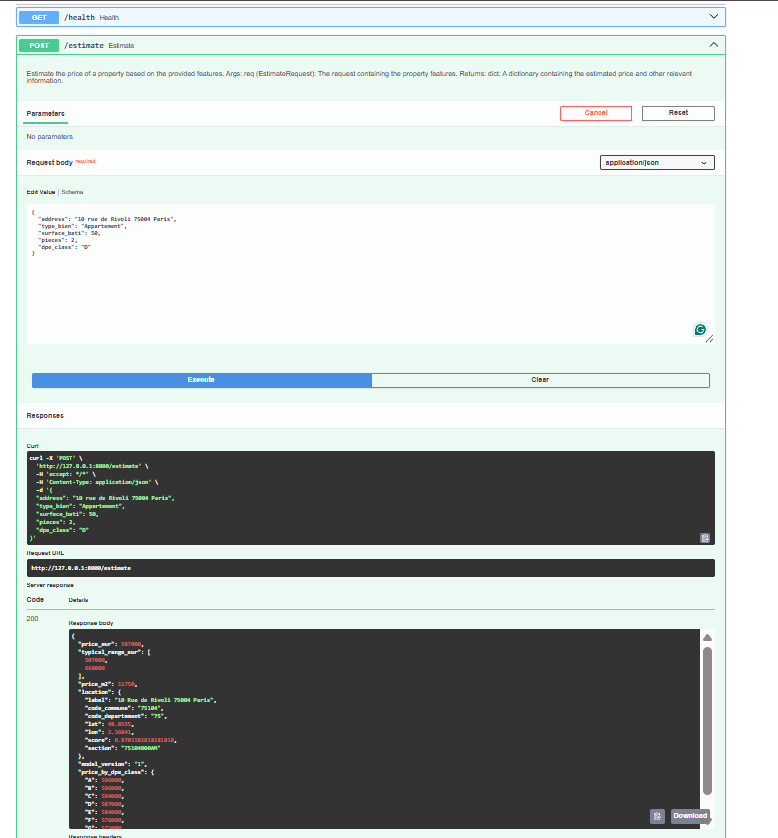 GET /health Health
POST /estimate Estimate
Estimate the price of a property based on the provided features. Args: req (EstimateRequest): The request containing the property features. Returns: dict: A dictionary containing the estimated price and other relevant
information.
Parameters
Cancel
Reset
No parameters
Request body required
application/json
Edit Value | Schema
{
"address": "10 rue de Rivoli 75004 Paris",
"type_bien": "Appartement",
"surface_bati": 50,
"pieces": 2,
"dpe_class": "D"
}
Execute
Clear
Responses
Curl
curl -X 'POST' \
'http://127.0.0.1:8000/estimate' \
-H 'accept: */*' \
-H 'Content-Type: application/json' \
-d '{
"address": "10 rue de Rivoli 75004 Paris",
"type_bien": "Appartement",
"surface_bati": 50,
"pieces": 2,
"dpe_class": "D"
}'
Request URL
http://127.0.0.1:8000/estimate
Server response
Code Details
200
Response body
{
"price_eur": 587000,
"typical_range_eur": [
507000,
668000
],
"price_m2": 11750,
"location": {
"label": "10 Rue de Rivoli 75004 Paris",
"code_commune": "75104",
"code_departement": "75",
"lat": 48.8555,
"lon":
"score":
"section": "75104000AM"
},
"model_version": "1",
"price_by_dpe_class": {
"A": 598000,
"B": 598000,
"C": 594000,
"D": 587000,
"E": 584000,
"F": 576000,
"G":
Download
Response headers